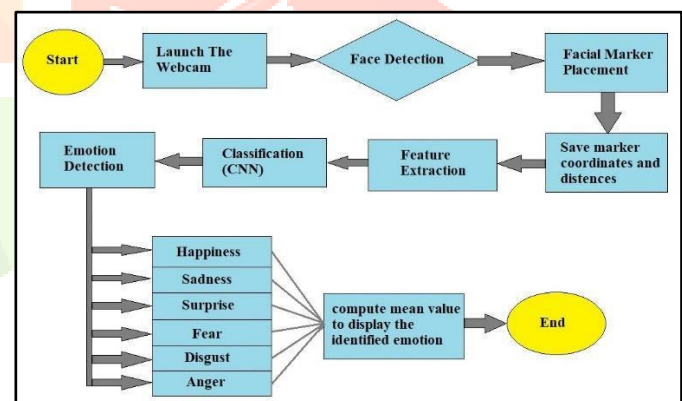 Start
Launch The
Webcam
Face Detection
Facial Marker
Placement
Save marker
coordinates and
distences
Feature
Extraction
Classification
(CNN)
Emotion
Detection
Happiness
Sadness
Surprise
Fear
Disgust
Anger
compute mean value
to display the
identified emotion
End